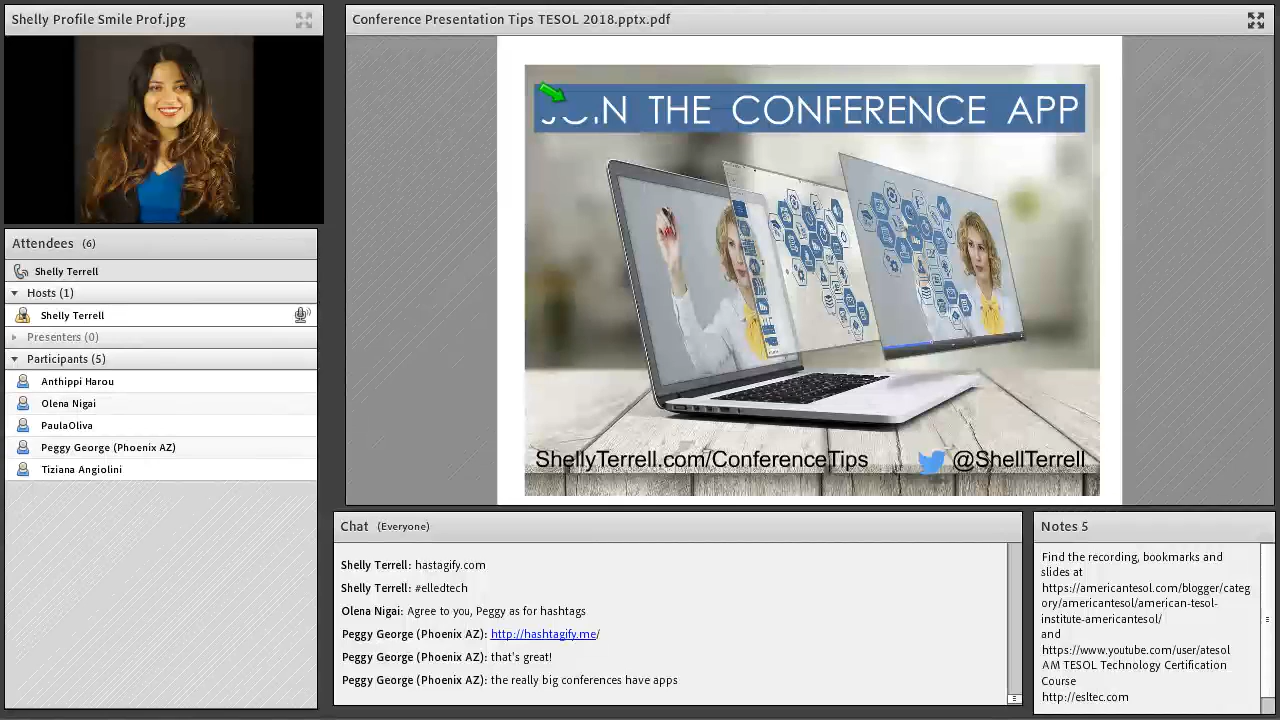 Shelly Profile Smile Prof.jpg
Attendees (6)
Shelly Terrell
Hosts (1)
Shelly Terrell
Presenters (0)
Participants (5)
Anthippi Harou
Olena Nigai
PaulaOliva
Peggy George (Phoenix AZ)
Tiziana Angiolini
Conference Presentation Tips TESOL 2018.pptx.pdf
JOIN THE CONFERENCE APP
ShellyTerrell.com/ConferenceTips
@ShellTerrell
Chat (Everyone)
Shelly Terrell: hastagify.com
Shelly Terrell: #elledtech
Olena Nigai: Agree to you, Peggy as for hashtags
Peggy George (Phoenix AZ): http://hashtagify.me/
Peggy George (Phoenix AZ): that's great!
Peggy George (Phoenix AZ): the really big conferences have apps
Notes 5
Find the recording, bookmarks and
slides at
https://americantesol.com/blogger/categ
ory/americantesol/american-tesol-
institute-americantesol/
and
https://www.youtube.com/user/atesol
AM TESOL Technology Certification
Course
http://esltec.com